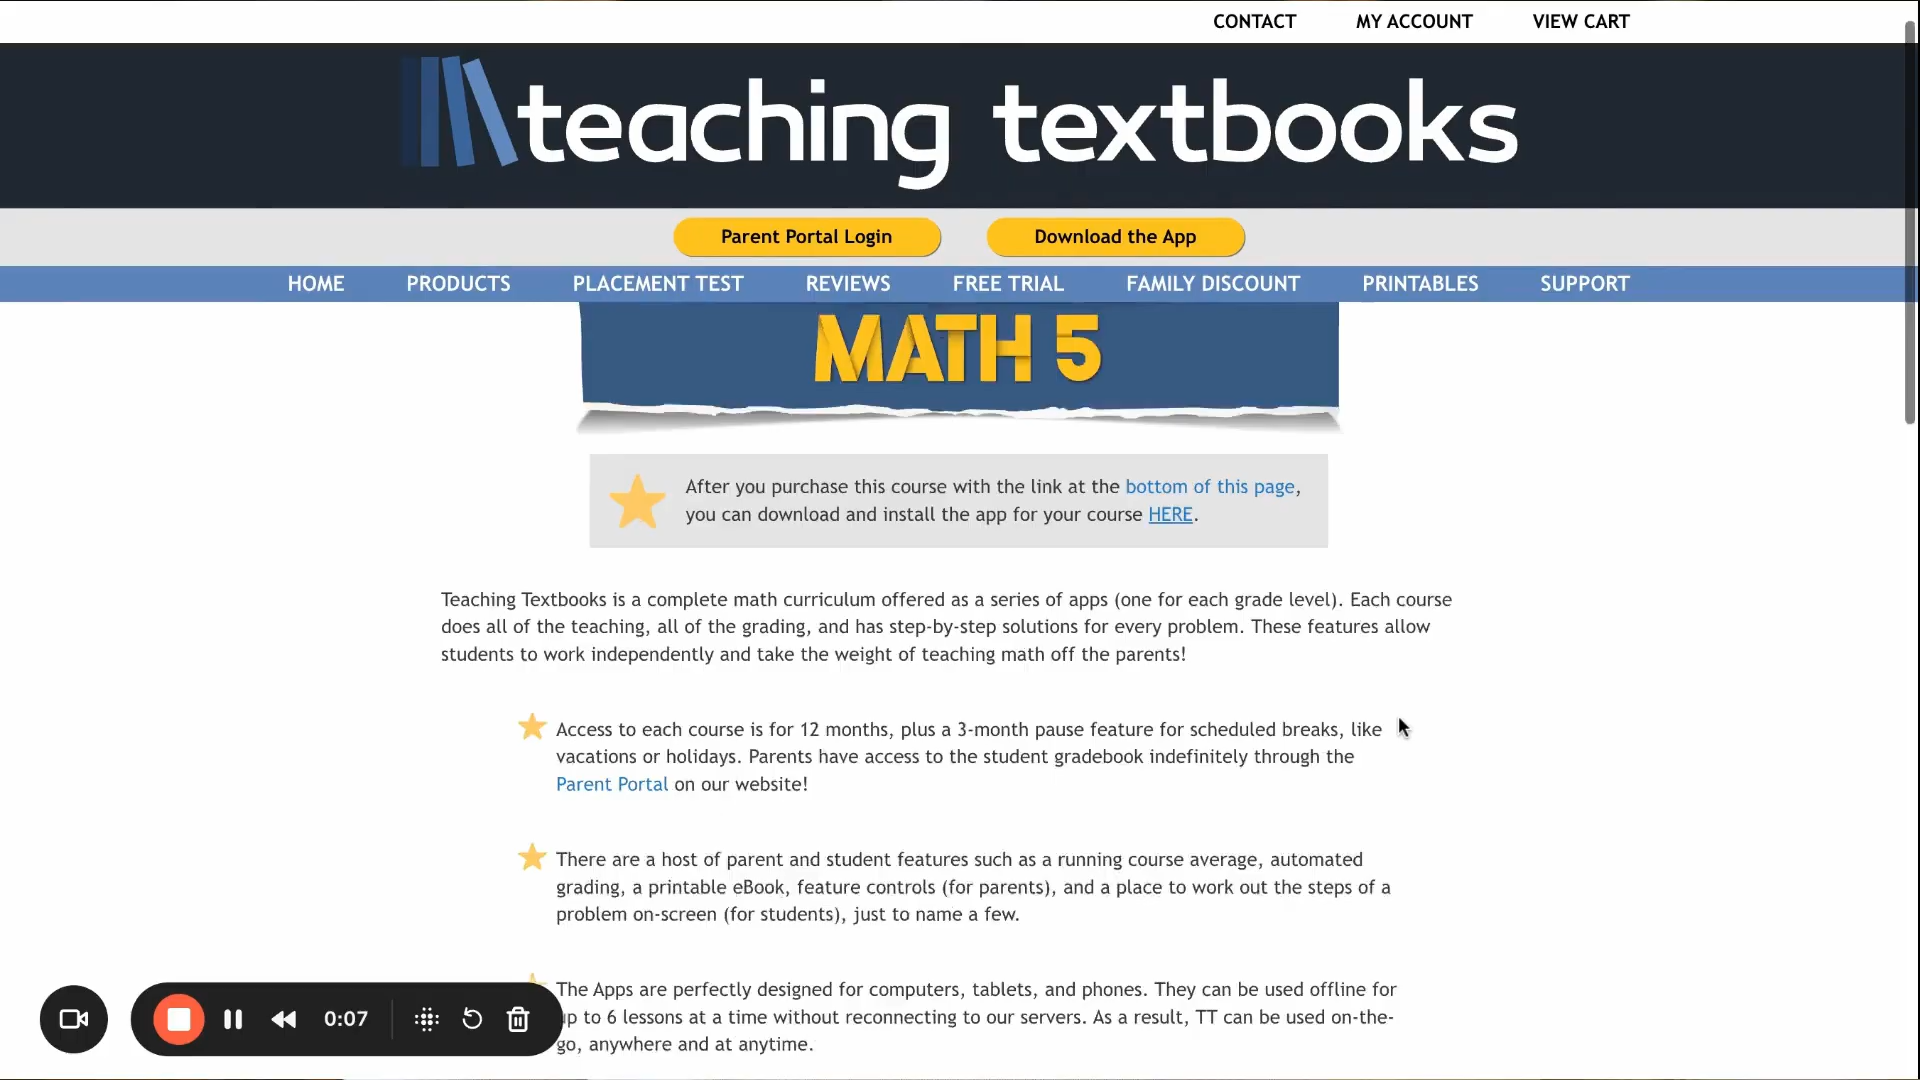 CONTACT MY ACCOUNT VIEW CART
teaching textbooks
Parent Portal Login Download the App
HOME PRODUCTS PLACEMENT TEST REVIEWS FREE TRIAL FAMILY DISCOUNT PRINTABLES SUPPORT
MATH 5
After you purchase this course with the link at the bottom of this page,
you can download and install the app for your course HERE.
Teaching Textbooks is a complete math curriculum offered as a series of apps (one for each grade level). Each course
does all of the teaching, all of the grading, and has step-by-step solutions for every problem. These features allow
students to work independently and take the weight of teaching math off the parents!
Access to each course is for 12 months, plus a 3-month pause feature for scheduled breaks, like
vacations or holidays. Parents have access to the student gradebook indefinitely through the
Parent Portal on our website!
There are a host of parent and student features such as a running course average, automated
grading, a printable eBook, feature controls (for parents), and a place to work out the steps of a
problem on-screen (for students), just to name a few.
The Apps are perfectly designed for computers, tablets, and phones. They can be used offline for
up to 6 lessons at a time without reconnecting to our servers. As a result, TT can be used on-the-
go, anywhere and at anytime.
0:07